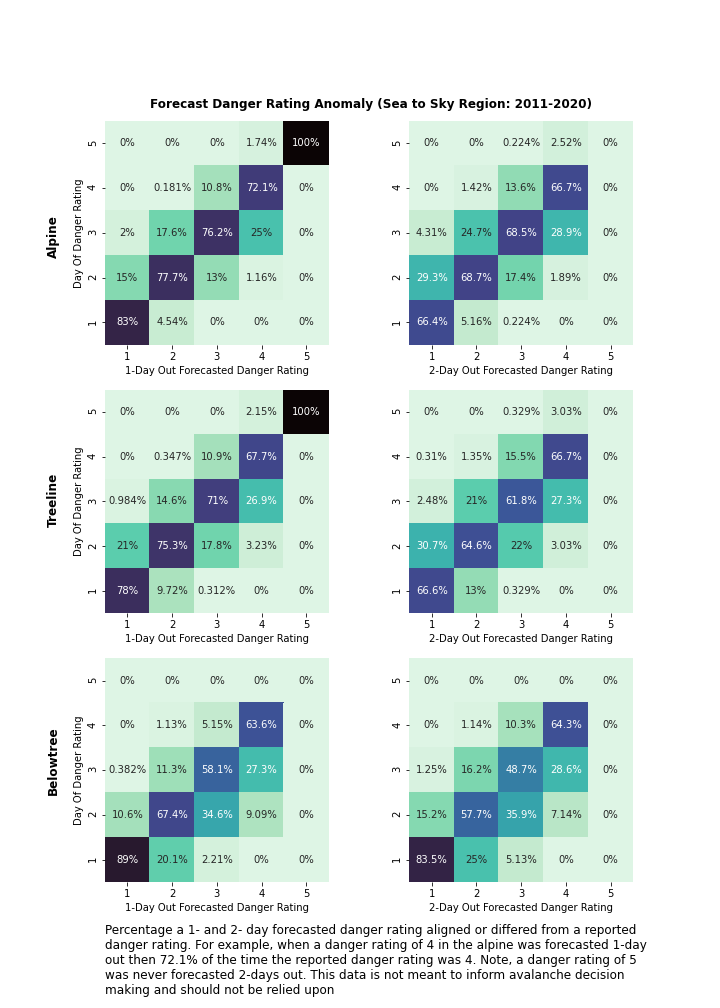 Forecast Danger Rating Anomaly (Sea to Sky Region: 2011-2020)
Alpine
Day Of Danger Rating
5 0% 0% 0% 1.74% 100%
4 0% 0.181% 10.8% 72.1% 0%
3 2% 17.6% 76.2% 25% 0%
2 15% 77.7% 13% 1.16% 0%
1 83% 4.54% 0% 0% 0%
1 2 3 4 5
1-Day Out Forecasted Danger Rating
5 0% 0% 0.224% 2.52% 0%
4 0% 1.42% 13.6% 66.7% 0%
3 4.31% 24.7% 68.5% 28.9% 0%
2 29.3% 68.7% 17.4% 1.89% 0%
1 66.4% 5.16% 0.224% 0% 0%
1 2 3 4 5
2-Day Out Forecasted Danger Rating
Treeline
Day Of Danger Rating
5 0% 0% 0% 2.15% 100%
4 0% 0.347% 10.9% 67.7% 0%
3 0.984% 14.6% 71% 26.9% 0%
2 21% 75.3% 17.8% 3.23% 0%
1 78% 9.72% 0.312% 0% 0%
1 2 3 4 5
1-Day Out Forecasted Danger Rating
5 0% 0% 0.329% 3.03% 0%
4 0.31% 1.35% 15.5% 66.7% 0%
3 2.48% 21% 61.8% 27.3% 0%
2 30.7% 64.6% 22% 3.03% 0%
1 66.6% 13% 0.329% 0% 0%
1 2 3 4 5
2-Day Out Forecasted Danger Rating
Belowtree
Day Of Danger Rating
5 0% 0% 0% 0% 0%
4 0% 1.13% 5.15% 63.6% 0%
3 0.382% 11.3% 58.1% 27.3% 0%
2 10.6% 67.4% 34.6% 9.09% 0%
1 89% 20.1% 2.21% 0% 0%
1 2 3 4 5
1-Day Out Forecasted Danger Rating
5 0% 0% 0% 0% 0%
4 0% 1.14% 10.3% 64.3% 0%
3 1.25% 16.2% 48.7% 28.6% 0%
2 15.2% 57.7% 35.9% 7.14% 0%
1 83.5% 25% 5.13% 0% 0%
1 2 3 4 5
2-Day Out Forecasted Danger Rating
Percentage a 1- and 2- day forecasted danger rating aligned or differed from a reported
danger rating. For example, when a danger rating of 4 in the alpine was forecasted 1-day
out then 72.1% of the time the reported danger rating was 4. Note, a danger rating of 5
was never forecasted 2-days out. This data is not meant to inform avalanche decision
making and should not be relied upon